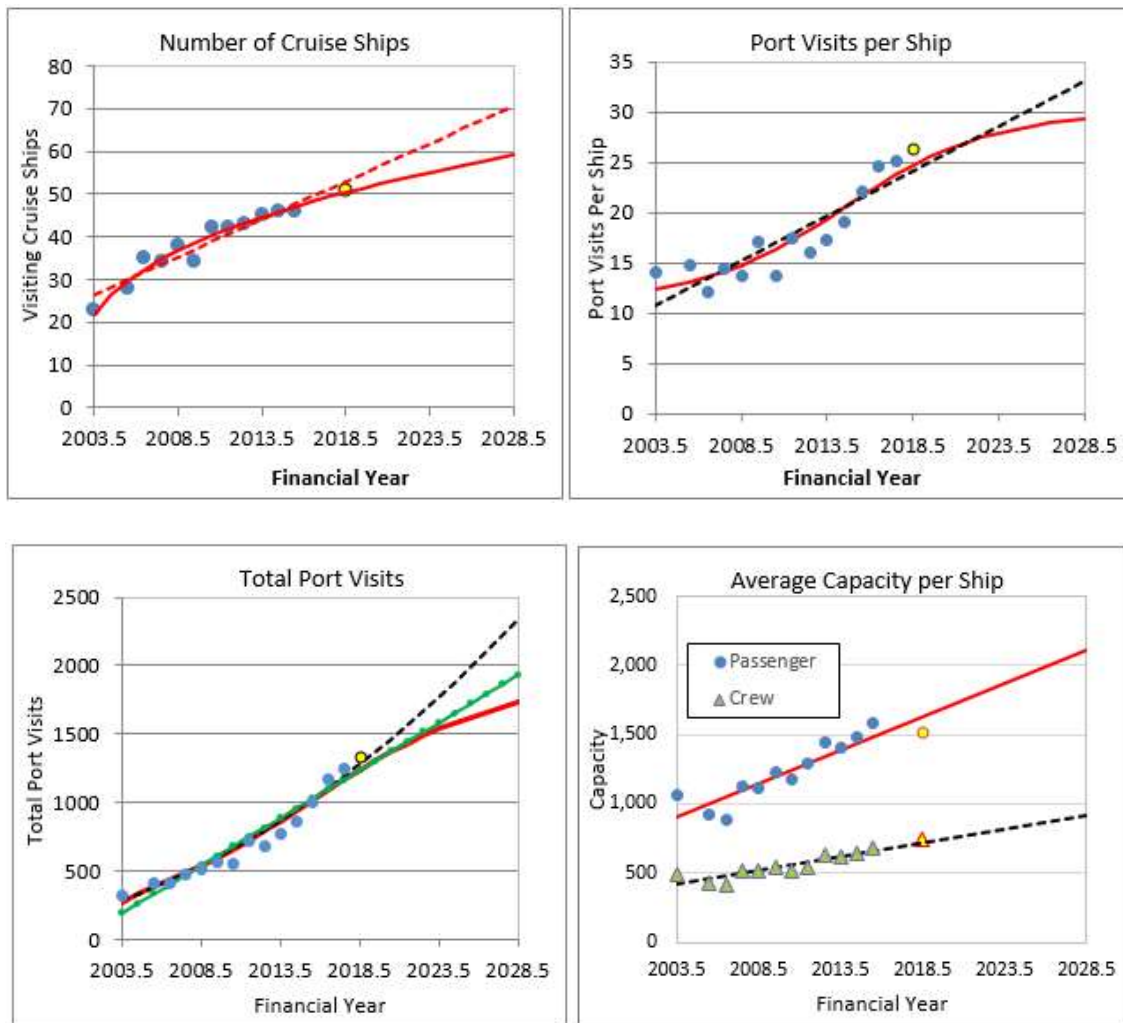 Number of Cruise Ships
80
70
60
50
40
30
20
10
0
Visiting Cruise Ships
2003.5 2008.5 2013.5 2018.5 2023.5 2028.5
Financial Year
Port Visits per Ship
35
30
25
20
15
10
5
0
Port Visits Per Ship
2003.5 2008.5 2013.5 2018.5 2023.5 2028.5
Financial Year
Total Port Visits
2500
2000
1500
1000
500
0
Total Port Visits
2003.5 2008.5 2013.5 2018.5 2023.5 2028.5
Financial Year
Average Capacity per Ship
2,500
2,000
1,500
1,000
500
0
Capacity
Passenger
Crew
2003.5 2008.5 2013.5 2018.5 2023.5 2028.5
Financial Year